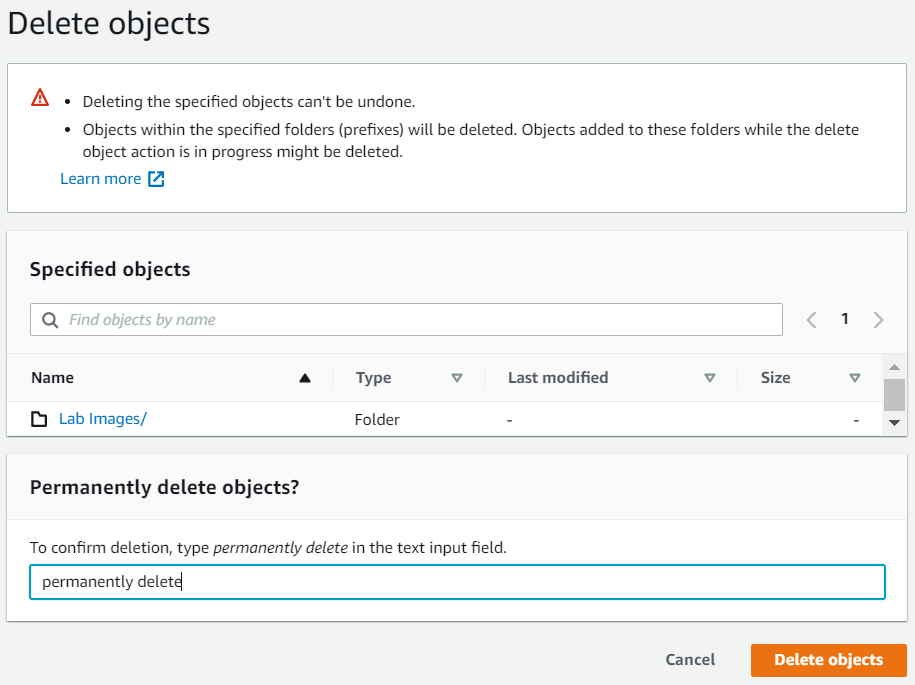 Delete objects
Deleting the specified objects can't be undone.
Objects within the specified folders (prefixes) will be deleted. Objects added to these folders while the delete
object action is in progress might be deleted.
Learn more
Specified objects
Find objects by name
1
Name Type Last modified Size
Lab Images/ Folder - -
Permanently delete objects?
To confirm deletion, type permanently delete in the text input field.
permanently delete
Cancel Delete objects